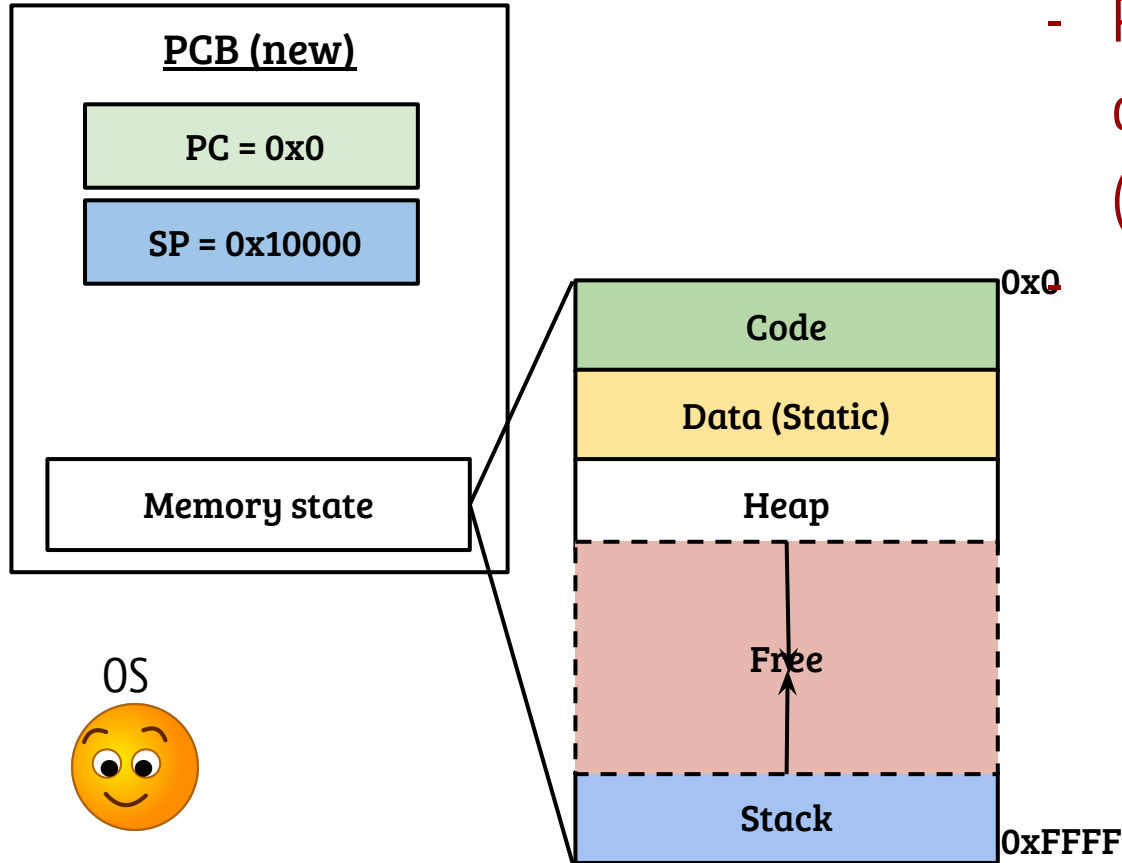 PCB (new)
PC = 0x0
SP = 0x10000
Memory state
OS
0x0
Code
Data (Static)
Heap
Free
Stack
0xFFFF